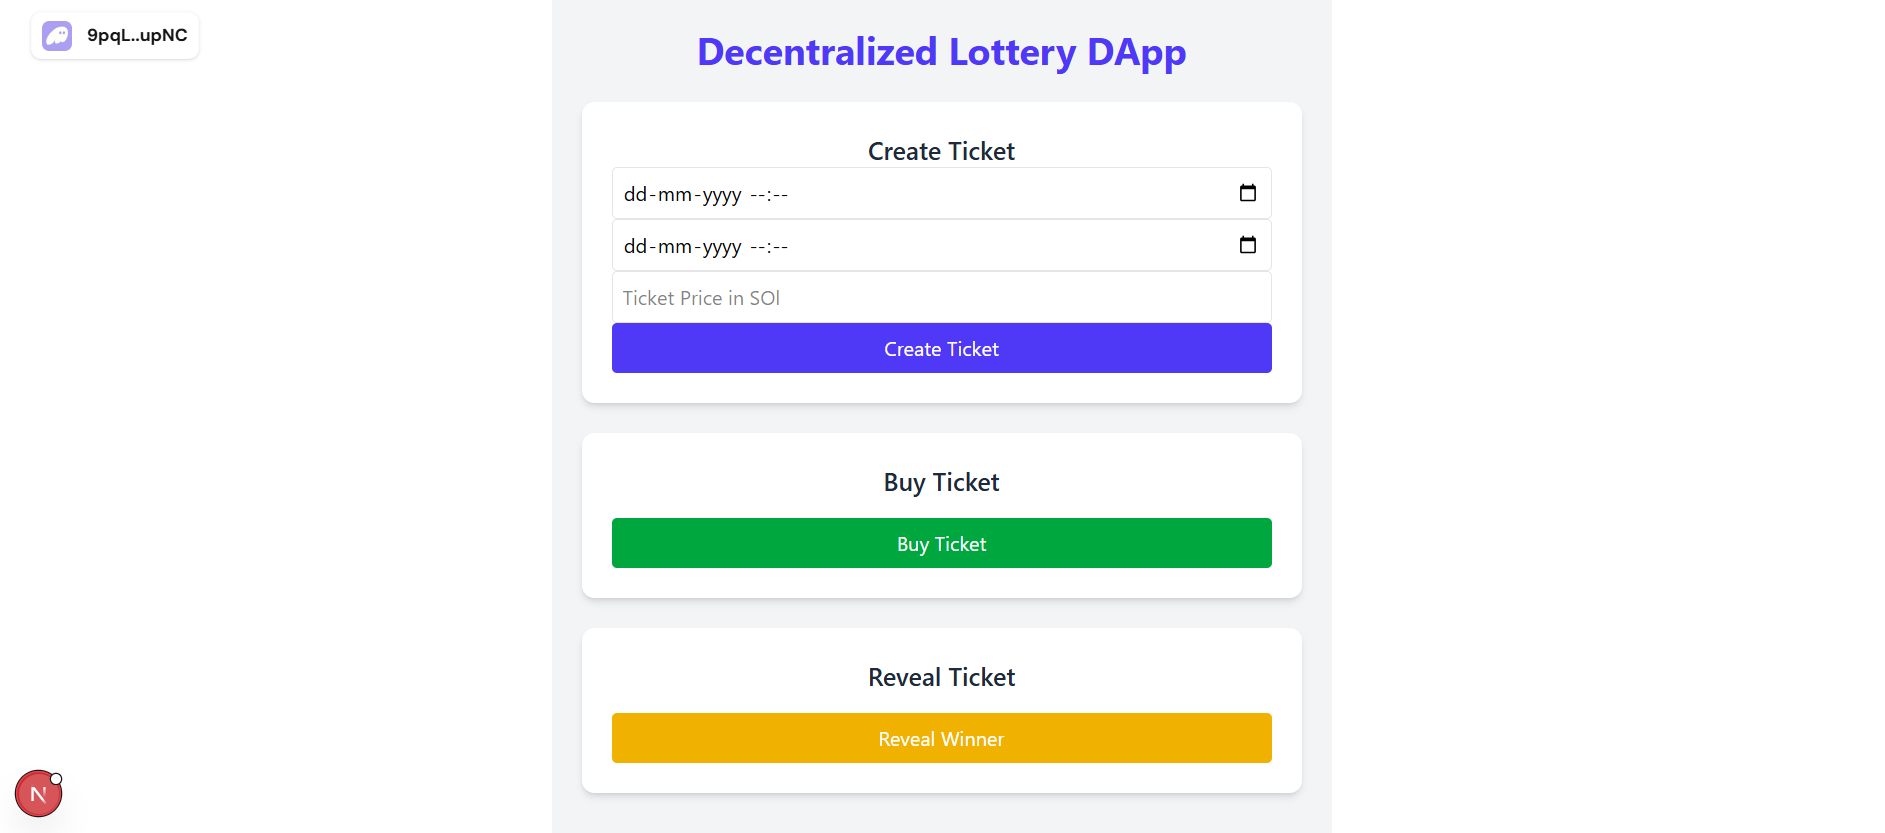 9pqL..upNC
Decentralized Lottery DApp
Create Ticket
dd-mm-yyyy --:--
dd-mm-yyyy --:--
Ticket Price in SOl
Create Ticket
Buy Ticket
Buy Ticket
Reveal Ticket
Reveal Winner
N